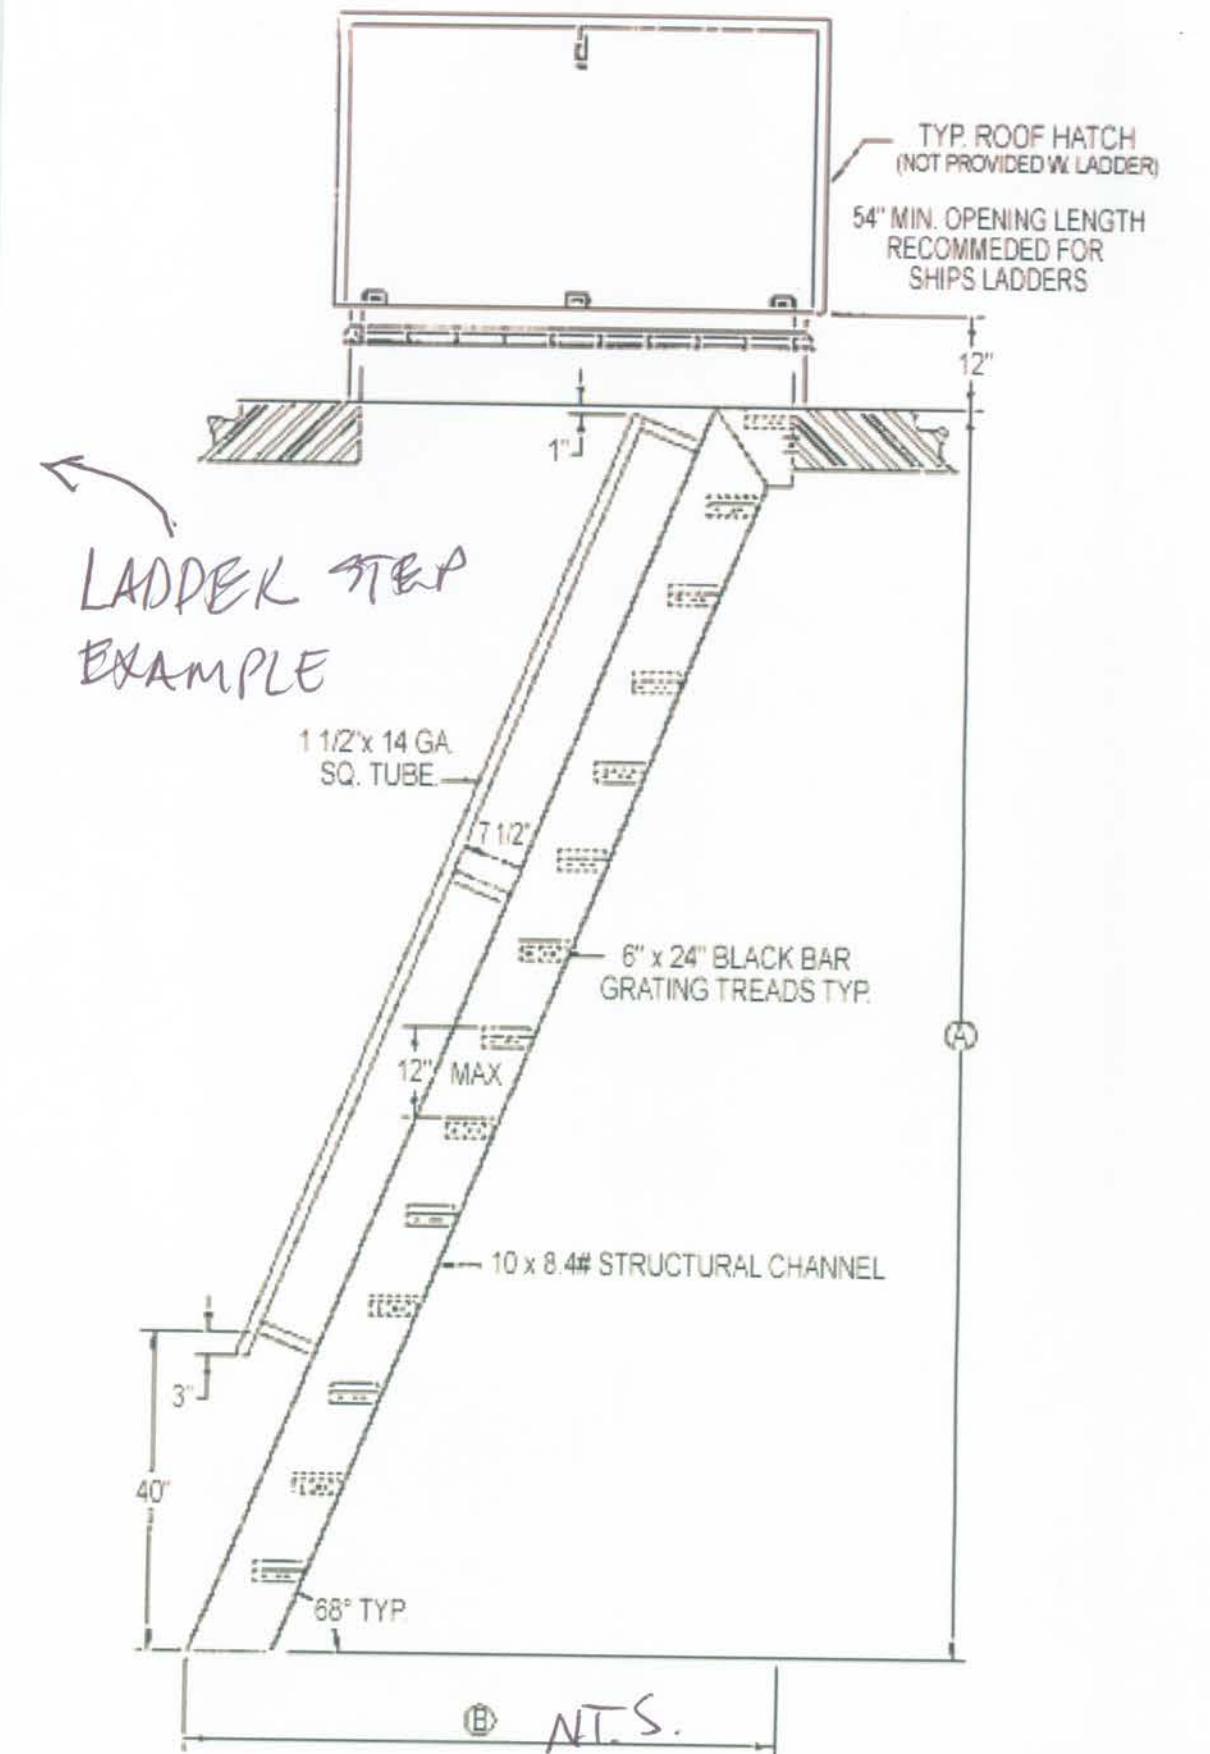 TYP. ROOF HATCH
(NOT PROVIDED W. LADDER)
54" MIN. OPENING LENGTH
RECOMMEDED FOR
SHIPS LADDERS
12"
1"
LADDER STEP
EXAMPLE
1 1/2"x 14 GA.
SQ. TUBE.
7 1/2"
6" x 24" BLACK BAR
GRATING TREADS TYP.
A
12" MAX
10 x 8.4# STRUCTURAL CHANNEL
3"
40"
68° TYP.
B N.T.S.